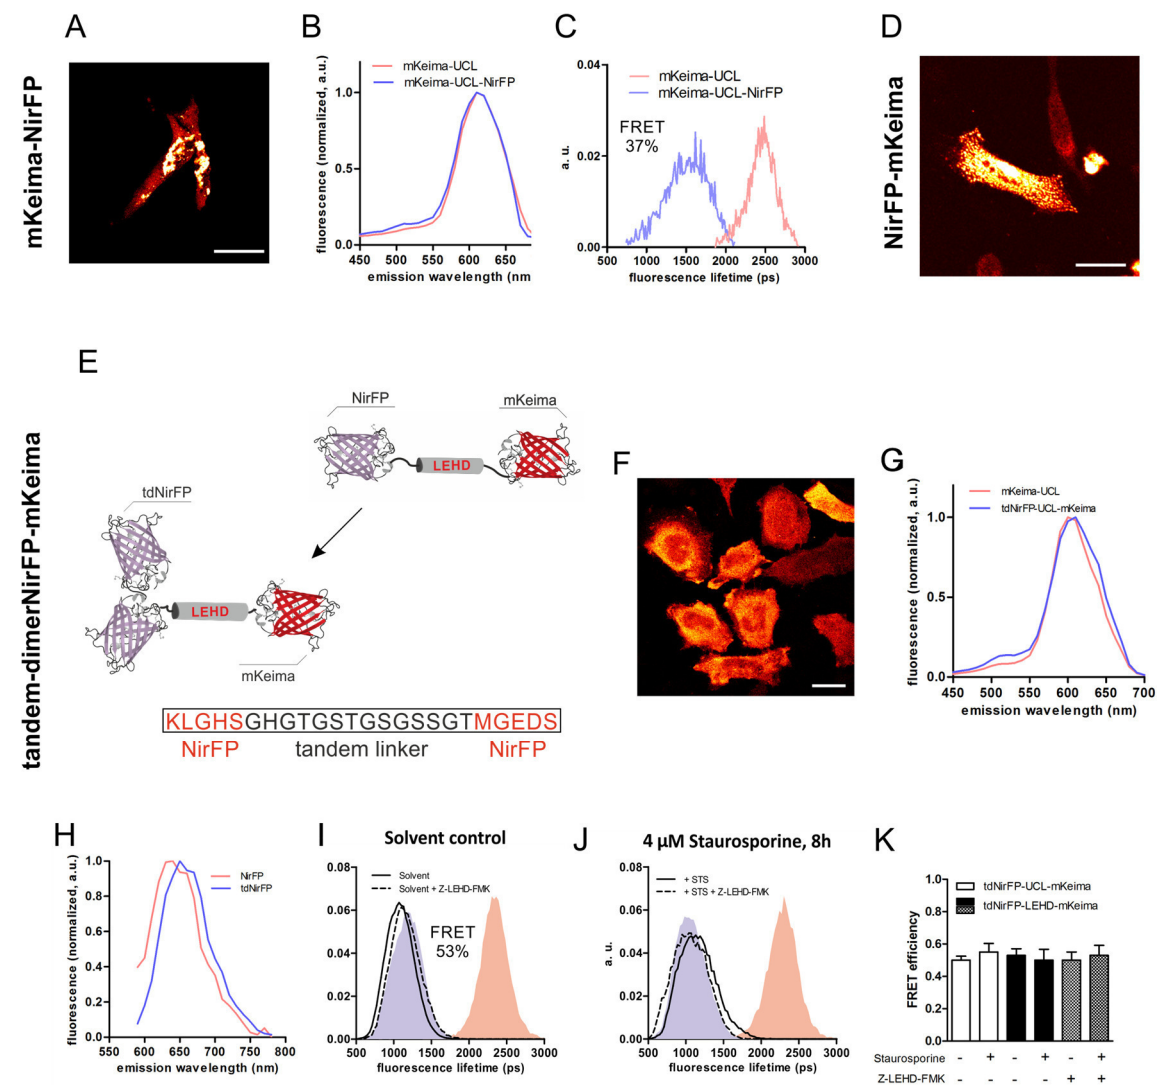 A
B
C
D
mKeima-NirFP
mKeima-UCL
mKeima-UCL-NirFP
fluorescence (normalized, a.u.)
1.0
0.5
0.0
450 500 550 600 650
emission wavelength (nm
mKeima-UCL
mKeima-UCL-NirFP
FRET
37%
a. u.
0.04
0.02
0.00
500 1000 1500 2000 2500 3000
fluorescence lifetime (ps)
NirFP-mKeima
E
tandem-dimerNirFP-mKeima
NirFP
mKeima
LEHD
tdNirFP
LEHD
mKeima
KLGHSGHGTGSTGSGSSGTMGEDS
NirFP tandem linker NirFP
F
G
mKeima-UCL
tdNirFP-UCL-mKeima
fluorescence (normalized, a.u.)
1.0
0.5
0.0
450 500 550 600 650 700
emission wavelength (nm)
H
NirFP
tdNirFP
fluorescence (normalized, a.u.)
1.0
0.8
0.6
0.4
0.2
0.0
550 600 650 700 750 800
emission wavelength (nm)
I
Solvent control
Solvent
Solvent + Z-LEHD-FMK
FRET
53%
0.08
0.06
0.04
0.02
0.00
500 1000 1500 2000 2500 3000
fluorescence lifetime (ps)
J
4 µM Staurosporine, 8h
+ STS
+ STS + Z-LEHD-FMK
a. u.
0.08
0.06
0.04
0.02
0.00
500 1000 1500 2000 2500 3000
fluorescence lifetime (ps)
K
tdNirFP-UCL-mKeima
tdNirFP-LEHD-mKeima
FRET efficiency
1.0
0.8
0.6
0.4
0.2
0.0
Staurosporine - + - + - +
Z-LEHD-FMK + +